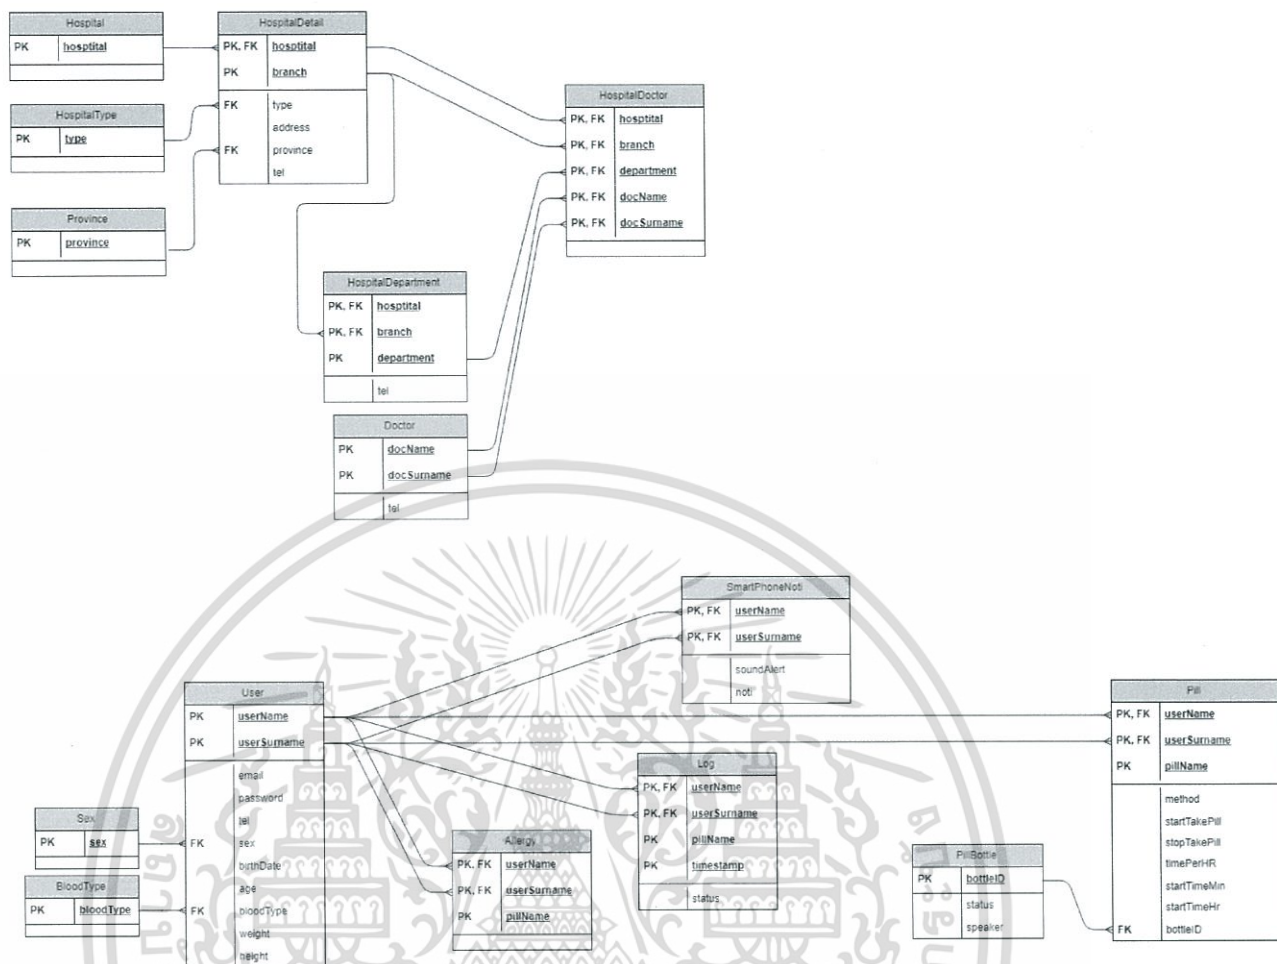 Hospital
PK hosptital
HospitalType
PK type
Province
PK province
HospitalDetail
PK, FK hosptital
PK branch
FK type
address
FK province
tel
HospitalDoctor
PK, FK hosptital
PK, FK branch
PK, FK department
PK, FK docName
PK, FK docSurname
HospitalDepartment
PK, FK hosptital
PK, FK branch
PK department
tel
Doctor
PK docName
PK docSurname
tel
SmartPhoneNoti
PK, FK userName
PK, FK userSurname
soundAlert
noti
User
PK userName
PK userSurname
email
password
tel
FK sex
birthDate
age
FK bloodType
weight
height
Sex
PK sex
BloodType
PK bloodType
Allergy
PK, FK userName
PK, FK userSurname
PK pillName
Log
PK, FK userName
PK, FK userSurname
PK pillName
PK timestamp
status
PillBottle
PK bottleID
status
speaker
Pill
PK, FK userName
PK, FK userSurname
PK pillName
method
startTakePill
stopTakePill
timePerHR
startTimeMin
startTimeHr
FK bottleID